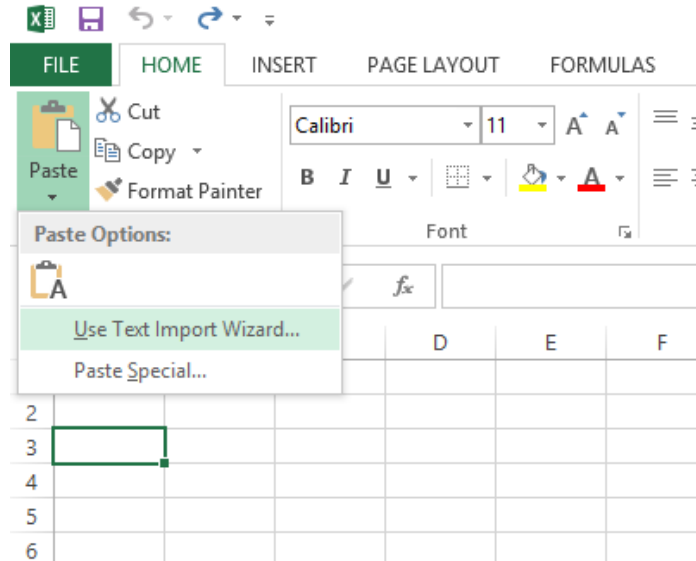 FILE HOME INSERT PAGE LAYOUT FORMULAS
Cut
Copy
Format Painter
Paste
Calibri 11 A A
B I U A
Font
Paste Options:
A
fx
Use Text Import Wizard...
Paste Special...
D E F
2
3
4
5
6